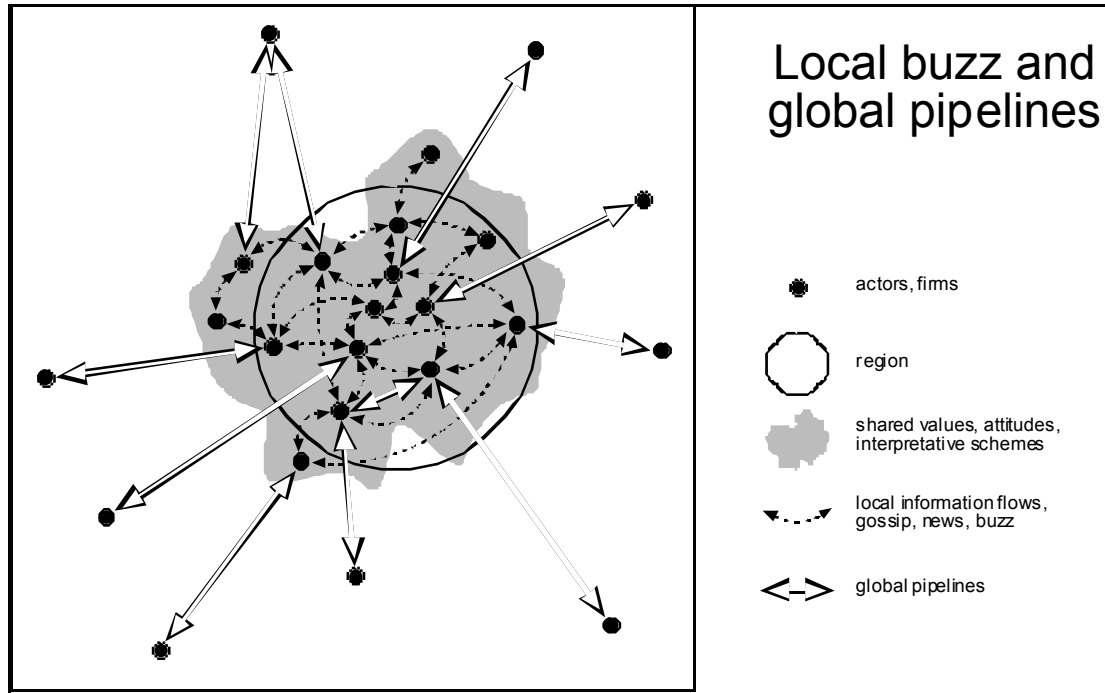 Local buzz and
global pipelines
actors, firms
region
shared values, attitudes,
interpretative schemes
local information flows,
gossip, news, buzz
global pipelines